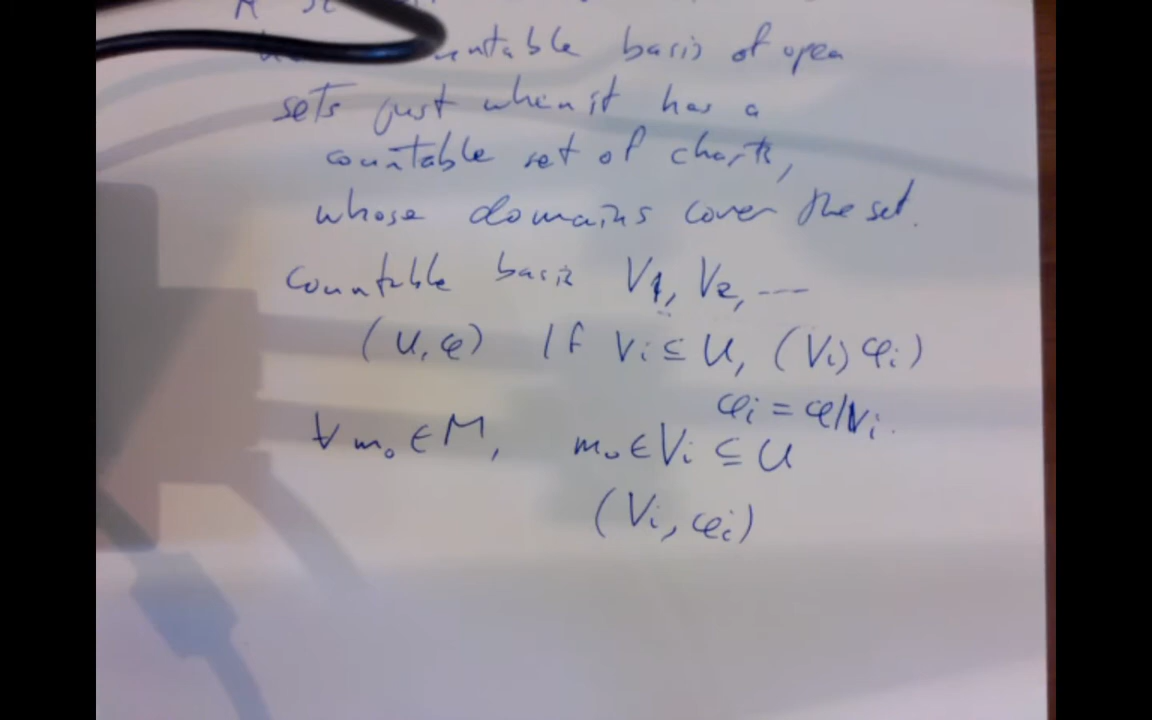 basis of open
sets just when it has a
countable set of charts,
whose domains cover the set.
Countable basis V1, V2, ----
(U, φ) If Vi ⊆ U, (Vi, φi)
φi = φ/Vi.
∀ m₀ ∈ M, m₀ ∈ Vi ⊆ U
(Vi, φi)